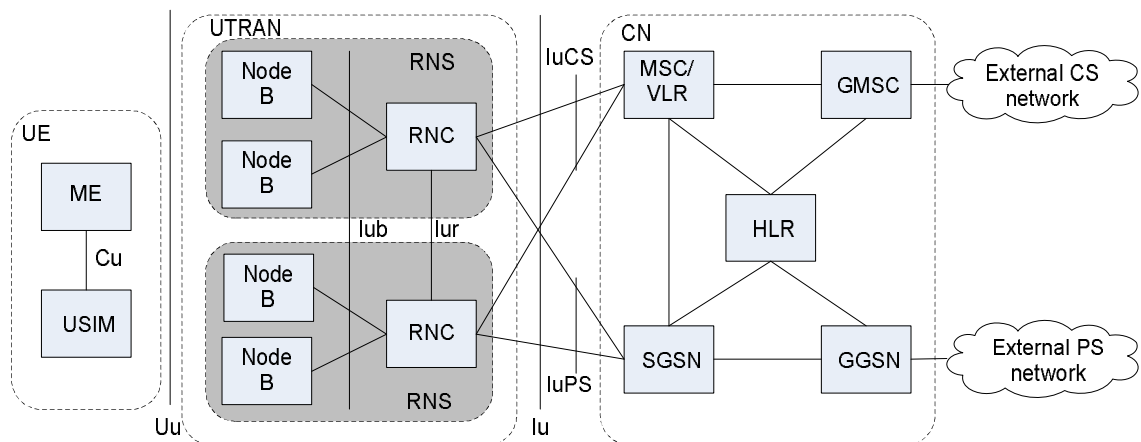 UE
ME
Cu
USIM
Uu
UTRAN
RNS
Node
B
Node
B
RNC
Iub
Iur
Node
B
Node
B
RNC
RNS
Iu
IuCS
IuPS
CN
MSC/
VLR
GMSC
HLR
SGSN
GGSN
External CS
network
External PS
network